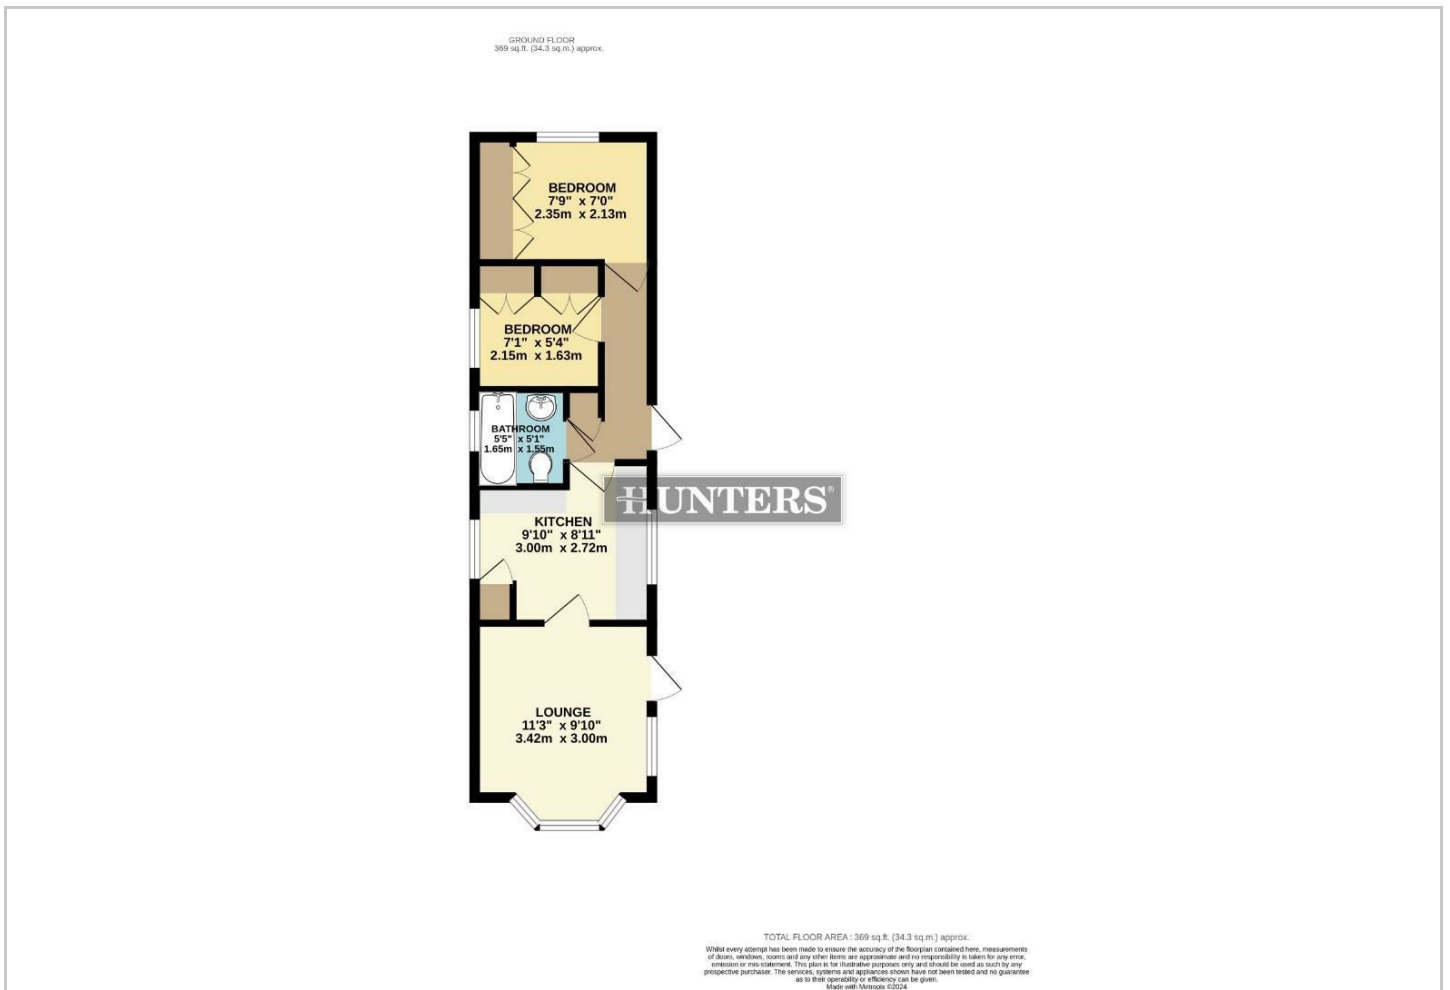 GROUND FLOOR
369 sq.ft. (34.3 sq.m.) approx.
BEDROOM
7'9" x 7'0"
2.35m x 2.13m
BEDROOM
7'1" x 5'4"
2.15m x 1.63m
BATHROOM
5'5" x 5'1"
1.65m x 1.55m
HUNTERS®
KITCHEN
9'10" x 8'11"
3.00m x 2.72m
LOUNGE
11'3" x 9'10"
3.42m x 3.00m
TOTAL FLOOR AREA : 369 sq.ft. (34.3 sq.m.) approx.
Whilst every attempt has been made to ensure the accuracy of the floorplan contained here, measurements
of doors, windows, rooms and any other items are approximate and no responsibility is taken for any error,
omission or mis-statement. This plan is for illustrative purposes only and should be used as such by any
prospective purchaser. The services, systems and appliances shown have not been tested and no guarantee
as to their operability or efficiency can be given.
Made with Metropix ©2024